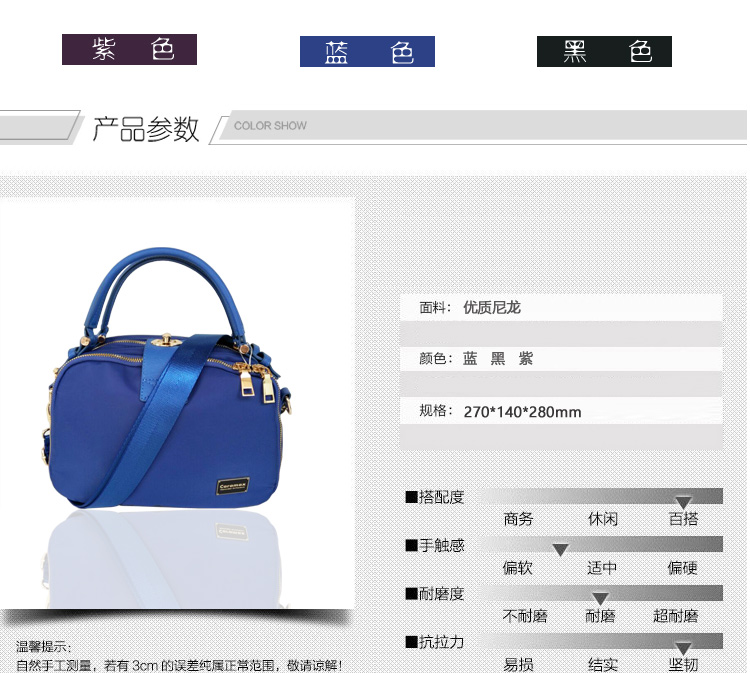 紫 色
蓝 色
黑 色
产品参数
COLOR SHOW
面料： 优质尼龙
颜色： 蓝 黑 紫
规格： 270*140*280mm
■搭配度
商务 休闲 百搭
■手触感
偏软 适中 偏硬
■耐磨度
不耐磨 耐磨 超耐磨
■抗拉力
易损 结实 坚韧
温馨提示：
自然手工测量，若有 3cm 的误差纯属正常范围，敬请谅解！